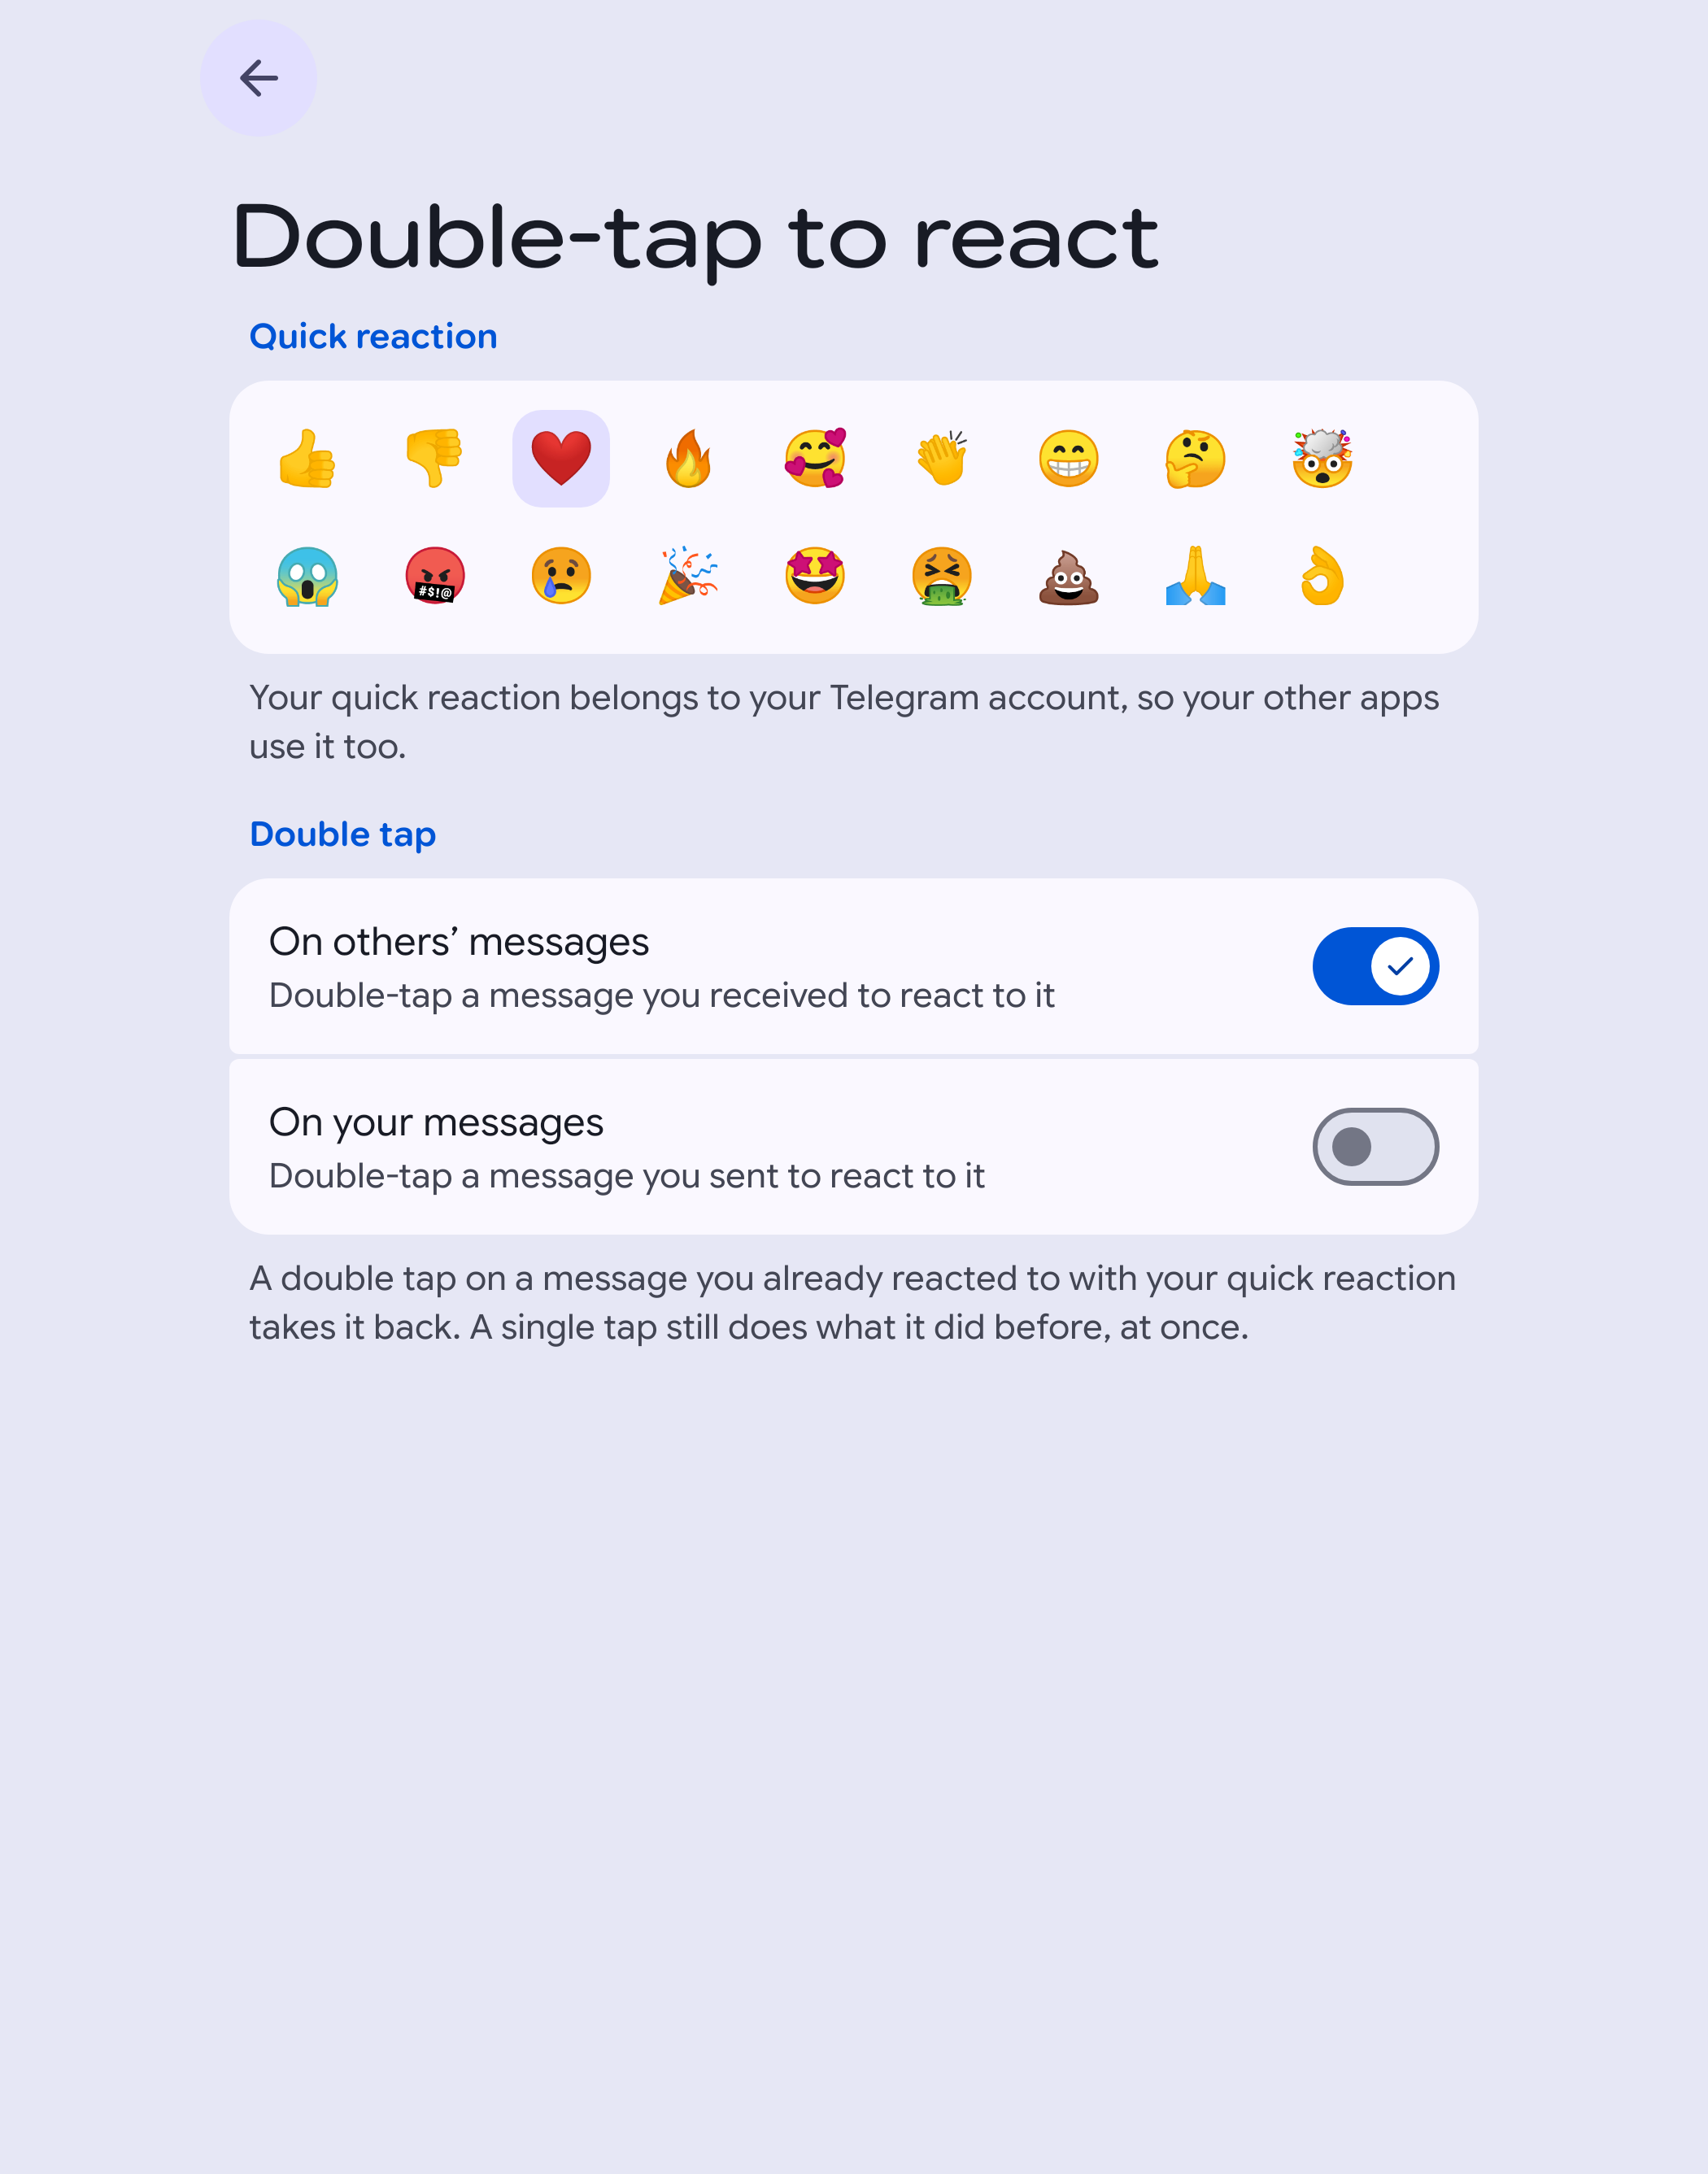 Double-tap to react
Quick reaction
#$!@
Your quick reaction belongs to your Telegram account, so your other apps
use it too.
Double tap
On others’ messages
Double-tap a message you received to react to it
On your messages
Double-tap a message you sent to react to it
A double tap on a message you already reacted to with your quick reaction
takes it back. A single tap still does what it did before, at once.